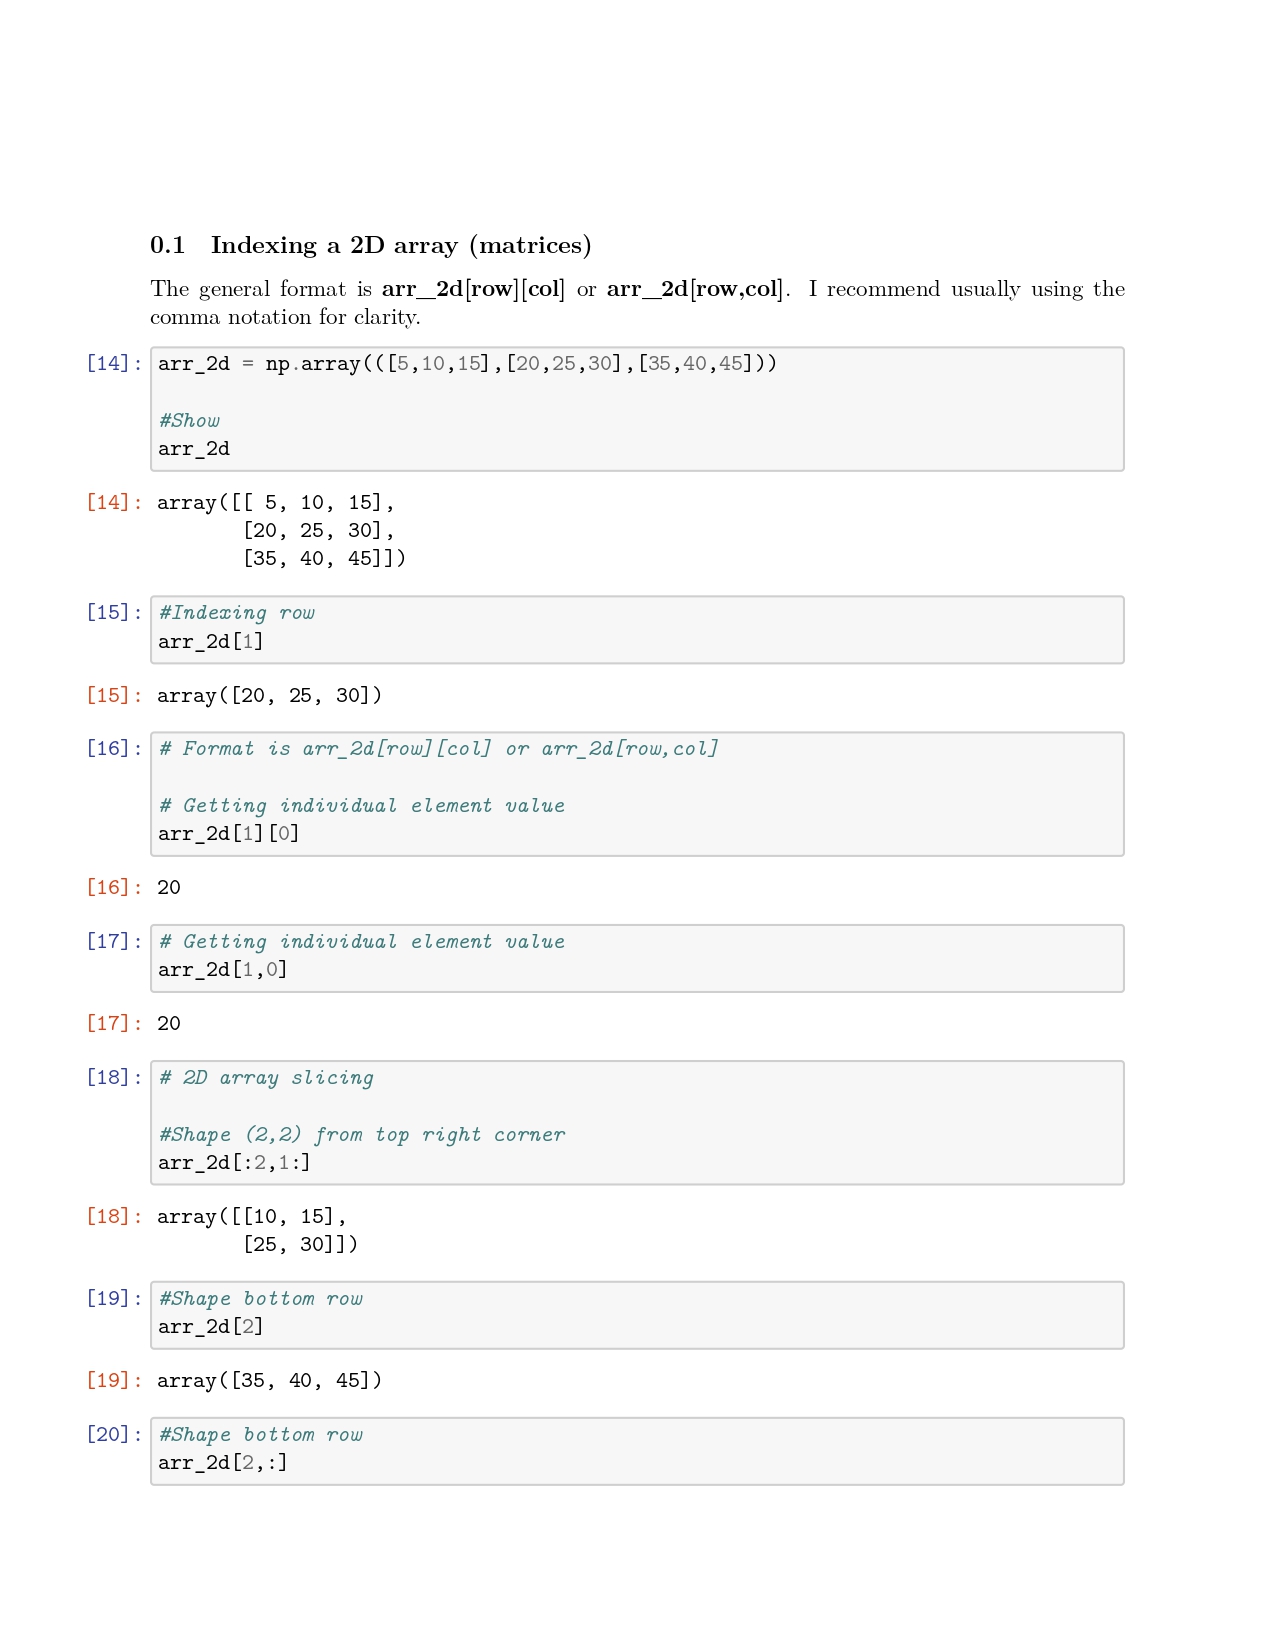 0.1 Indexing a 2D array (matrices)
The general format is arr_2d[row][col] or arr_2d[row,col]. I recommend usually using the
comma notation for clarity.
[14]: arr_2d = np.array(([5,10,15],[20,25,30],[35,40,45]))
#Show
arr_2d
[14]: array([[ 5, 10, 15],
[20, 25, 30],
[35, 40, 45]])
[15]: #Indexing row
arr_2d[1]
[15]: array([20, 25, 30])
[16]: # Format is arr_2d[row][col] or arr_2d[row,col]
# Getting individual element value
arr_2d[1][0]
[16]: 20
[17]: # Getting individual element value
arr_2d[1,0]
[17]: 20
[18]: # 2D array slicing
#Shape (2,2) from top right corner
arr_2d[:2,1:]
[18]: array([[10, 15],
[25, 30]])
[19]: #Shape bottom row
arr_2d[2]
[19]: array([35, 40, 45])
[20]: #Shape bottom row
arr_2d[2,:]